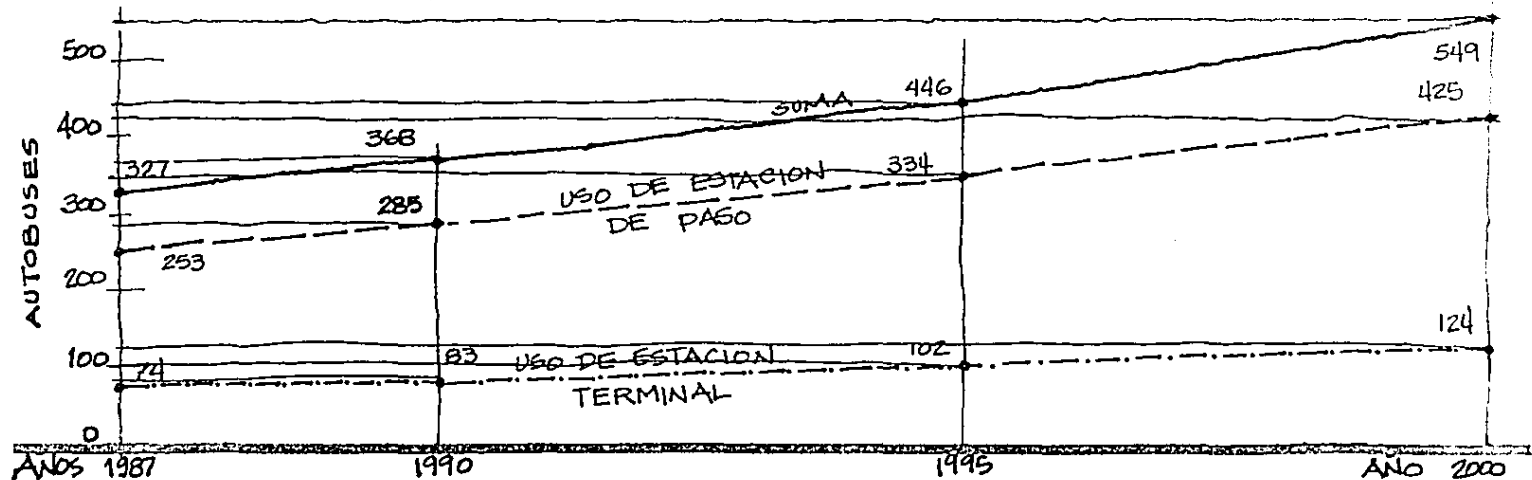 AUTOBUSES
500
400
300
200
100
0
327
368
SUMA
446
549
253
285
USO DE ESTACION
DE PASO
334
425
74
83
USO DE ESTACION
TERMINAL
102
124
AÑOS 1987 1990 1995 AÑO 2000